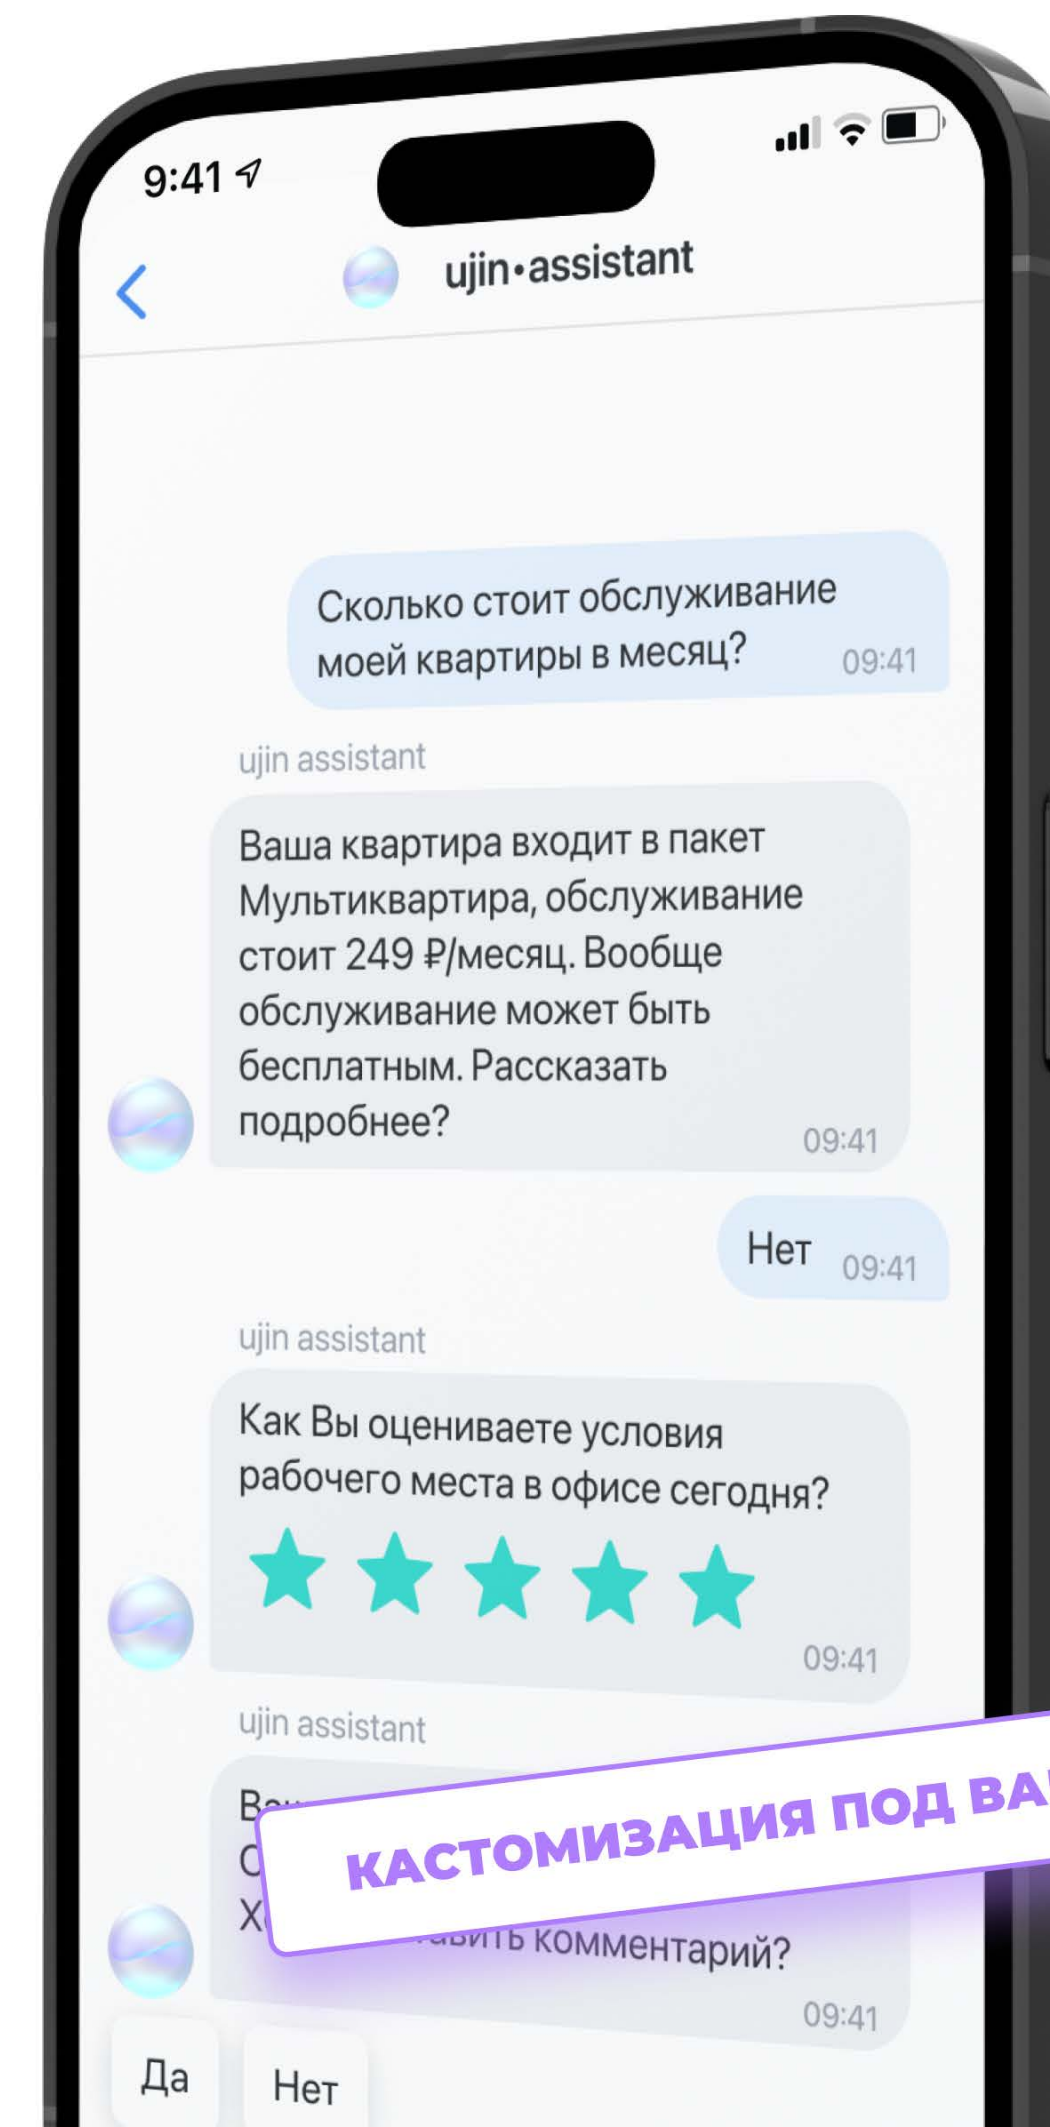 9:41
ujin•assistant
Сколько стоит обслуживание
моей квартиры в месяц?
09:41
ujin assistant
Ваша квартира входит в пакет
Мультиквартира, обслуживание
стоит 249 ₽/месяц. Вообще
обслуживание может быть
бесплатным. Рассказать
подробнее?
09:41
Нет
09:41
ujin assistant
Как Вы оцениваете условия
рабочего места в офисе сегодня?
09:41
ujin assistant
КАСТОМИЗАЦИЯ ПОД
комментарий?
09:41
Да
Нет